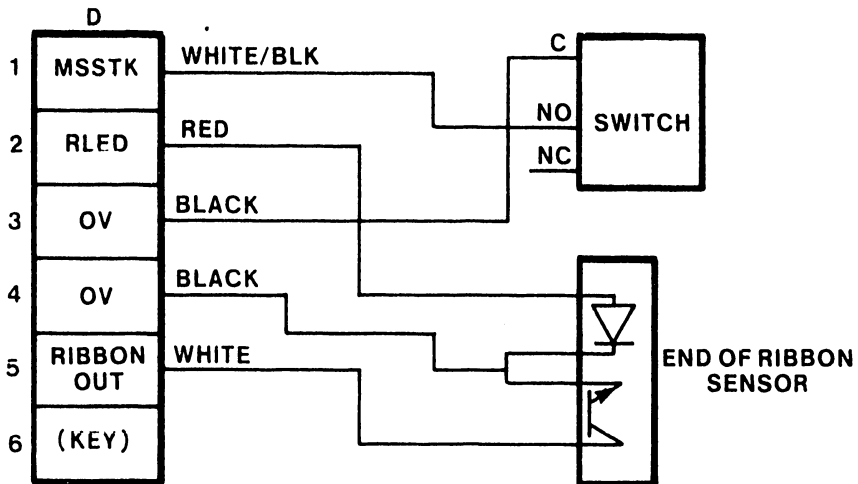 D
1 MSSTK WHITE/BLK
2 RLED RED
3 OV BLACK
4 OV BLACK
5 RIBBON OUT WHITE
6 (KEY)
C
NO
NC
SWITCH
END OF RIBBON
SENSOR